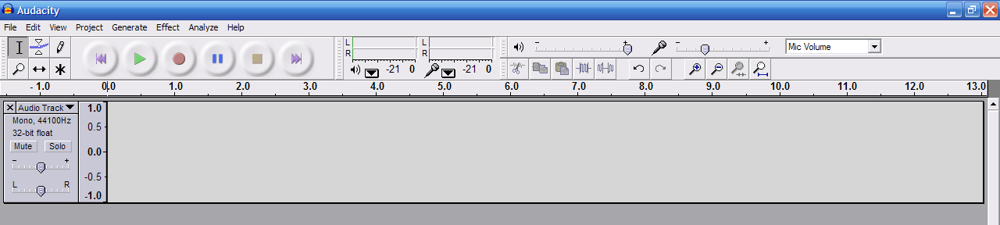 Audacity
File Edit View Project Generate Effect Analyze Help
L
R
-21 0
L
R
-21 0
- +
- +
Mic Volume
- 1.0 0.0 1.0 2.0 3.0 4.0 5.0 6.0 7.0 8.0 9.0 10.0 11.0 12.0 13.0
Audio Track
Mono, 44100Hz
32-bit float
Mute Solo
- +
L R
1.0
0.5
0.0
-0.5
-1.0